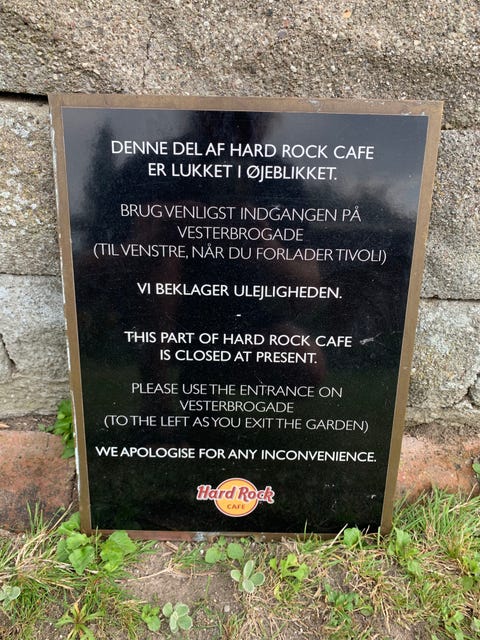 DENNE DEL AF HARD ROCK CAFE
ER LUKKET I ØJEBLIKKET.
BRUG VENLIGST INDGANGEN PÅ
VESTERBROGADE
(TIL VENSTRE, NÅR DU FORLADER TIVOLI)
VI BEKLAGER ULEJLIGHEDEN.
-
THIS PART OF HARD ROCK CAFE
IS CLOSED AT PRESENT.
PLEASE USE THE ENTRANCE ON
VESTERBROGADE
(TO THE LEFT AS YOU EXIT THE GARDEN)
WE APOLOGISE FOR ANY INCONVENIENCE.
Hard Rock
CAFE